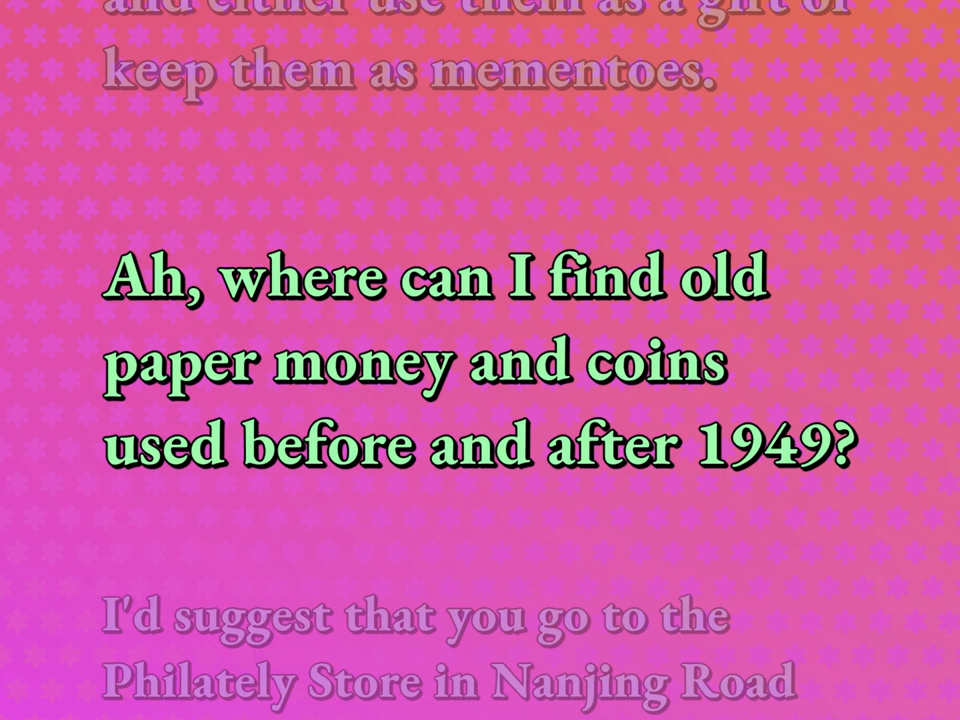 and either use them as a gift or
keep them as mementoes.
Ah, where can I find old
paper money and coins
used before and after 1949?
I'd suggest that you go to the
Philately Store in Nanjing Road